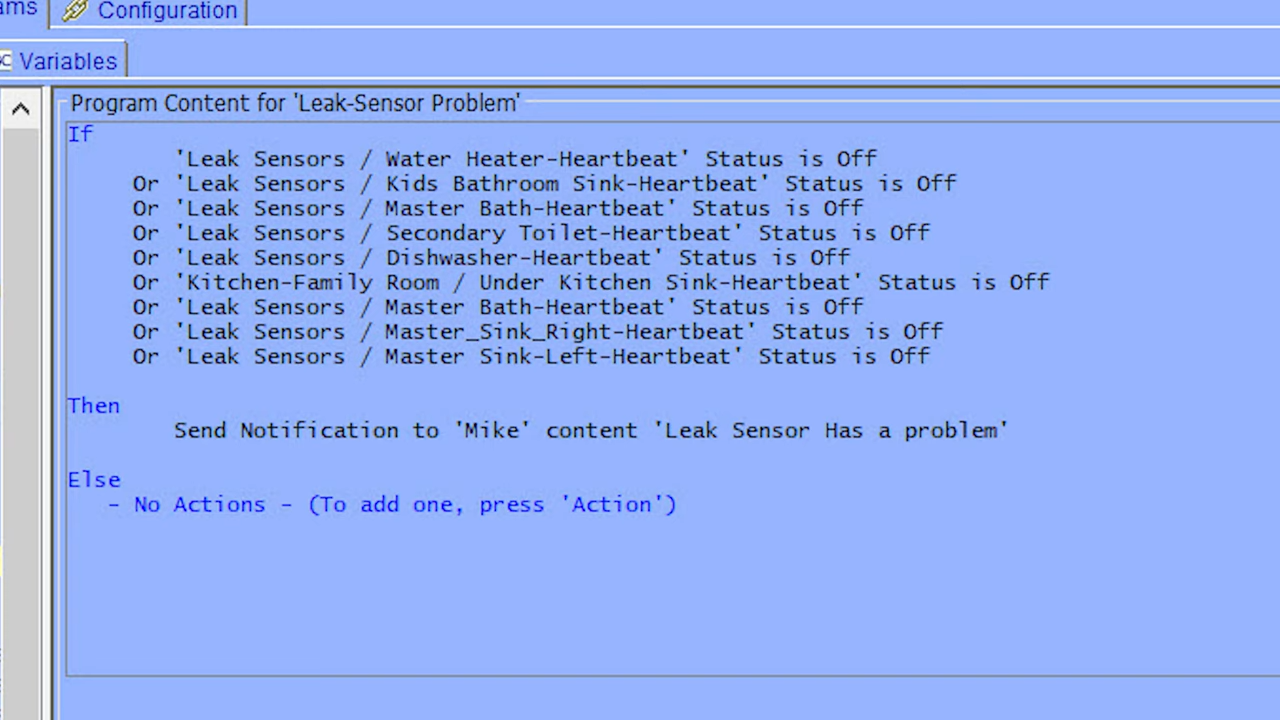 ams Configuration
Variables
Program Content for 'Leak-Sensor Problem'
If
'Leak Sensors / Water Heater-Heartbeat' Status is Off
Or 'Leak Sensors / Kids Bathroom Sink-Heartbeat' Status is Off
Or 'Leak Sensors / Master Bath-Heartbeat' Status is Off
Or 'Leak Sensors / Secondary Toilet-Heartbeat' Status is Off
Or 'Leak Sensors / Dishwasher-Heartbeat' Status is Off
Or 'Kitchen-Family Room / Under Kitchen Sink-Heartbeat' Status is Off
Or 'Leak Sensors / Master Bath-Heartbeat' Status is Off
Or 'Leak Sensors / Master_Sink_Right-Heartbeat' Status is Off
Or 'Leak Sensors / Master Sink-Left-Heartbeat' Status is Off
Then
Send Notification to 'Mike' content 'Leak Sensor Has a problem'
Else
- No Actions - (To add one, press 'Action')